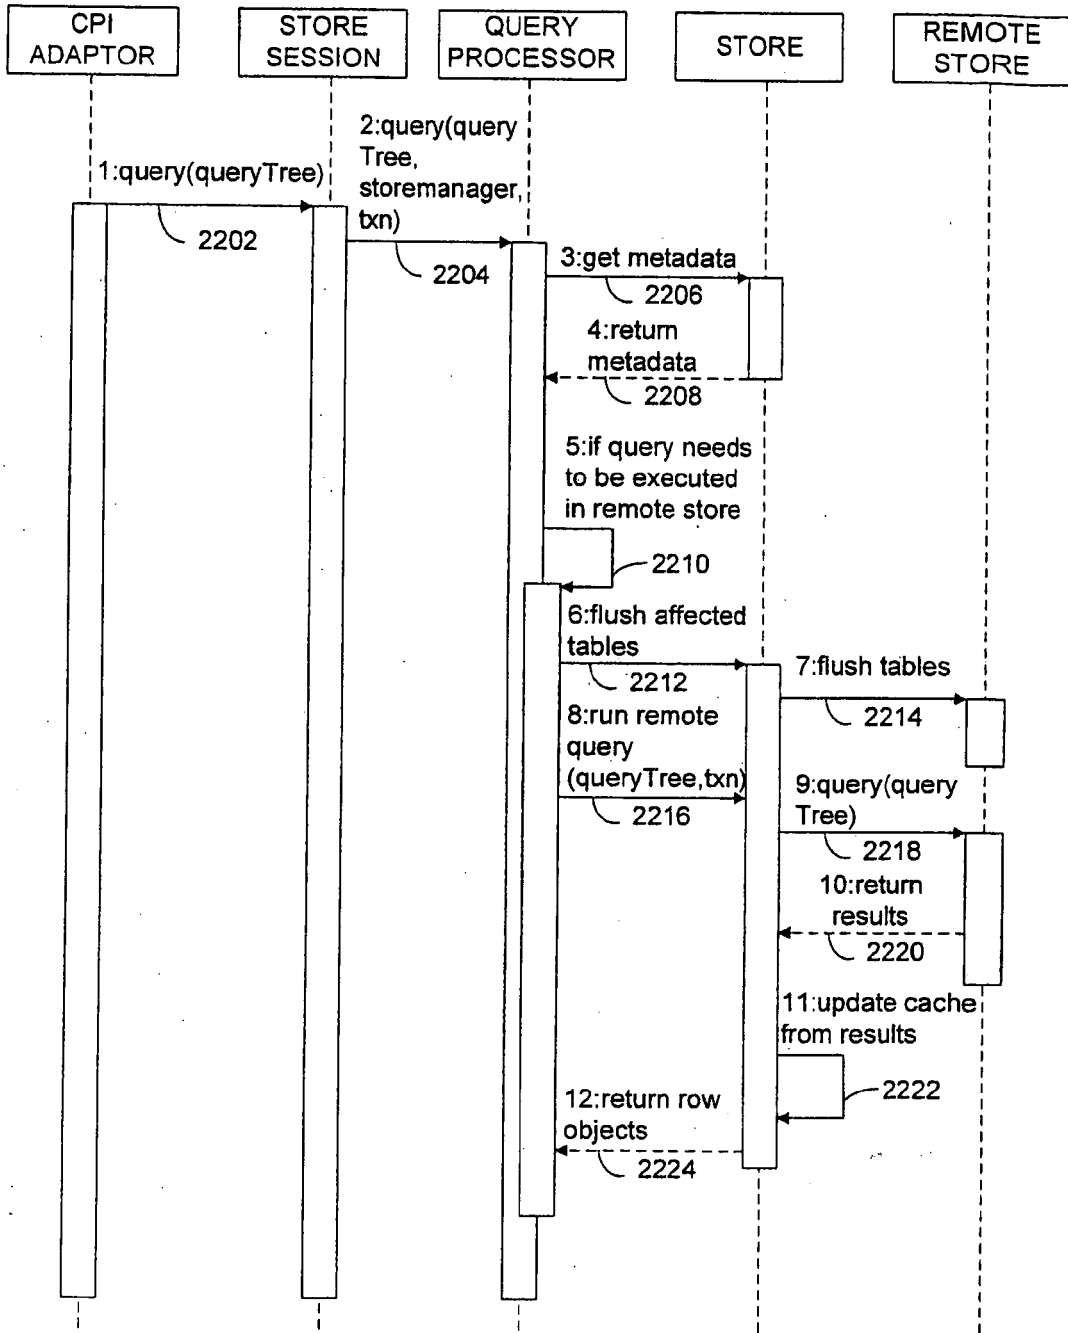 CPI
ADAPTOR
STORE
SESSION
QUERY
PROCESSOR
STORE
REMOTE
STORE
1:query(queryTree)
2202
2:query(query
Tree,
storemanager,
txn)
2204
3:get metadata
2206
4:return
metadata
2208
5:if query needs
to be executed
in remote store
2210
6:flush affected
tables
2212
7:flush tables
2214
8:run remote
query
(queryTree,txn)
2216
9:query(query
Tree)
2218
10:return
results
2220
11:update cache
from results
2222
12:return row
objects
2224